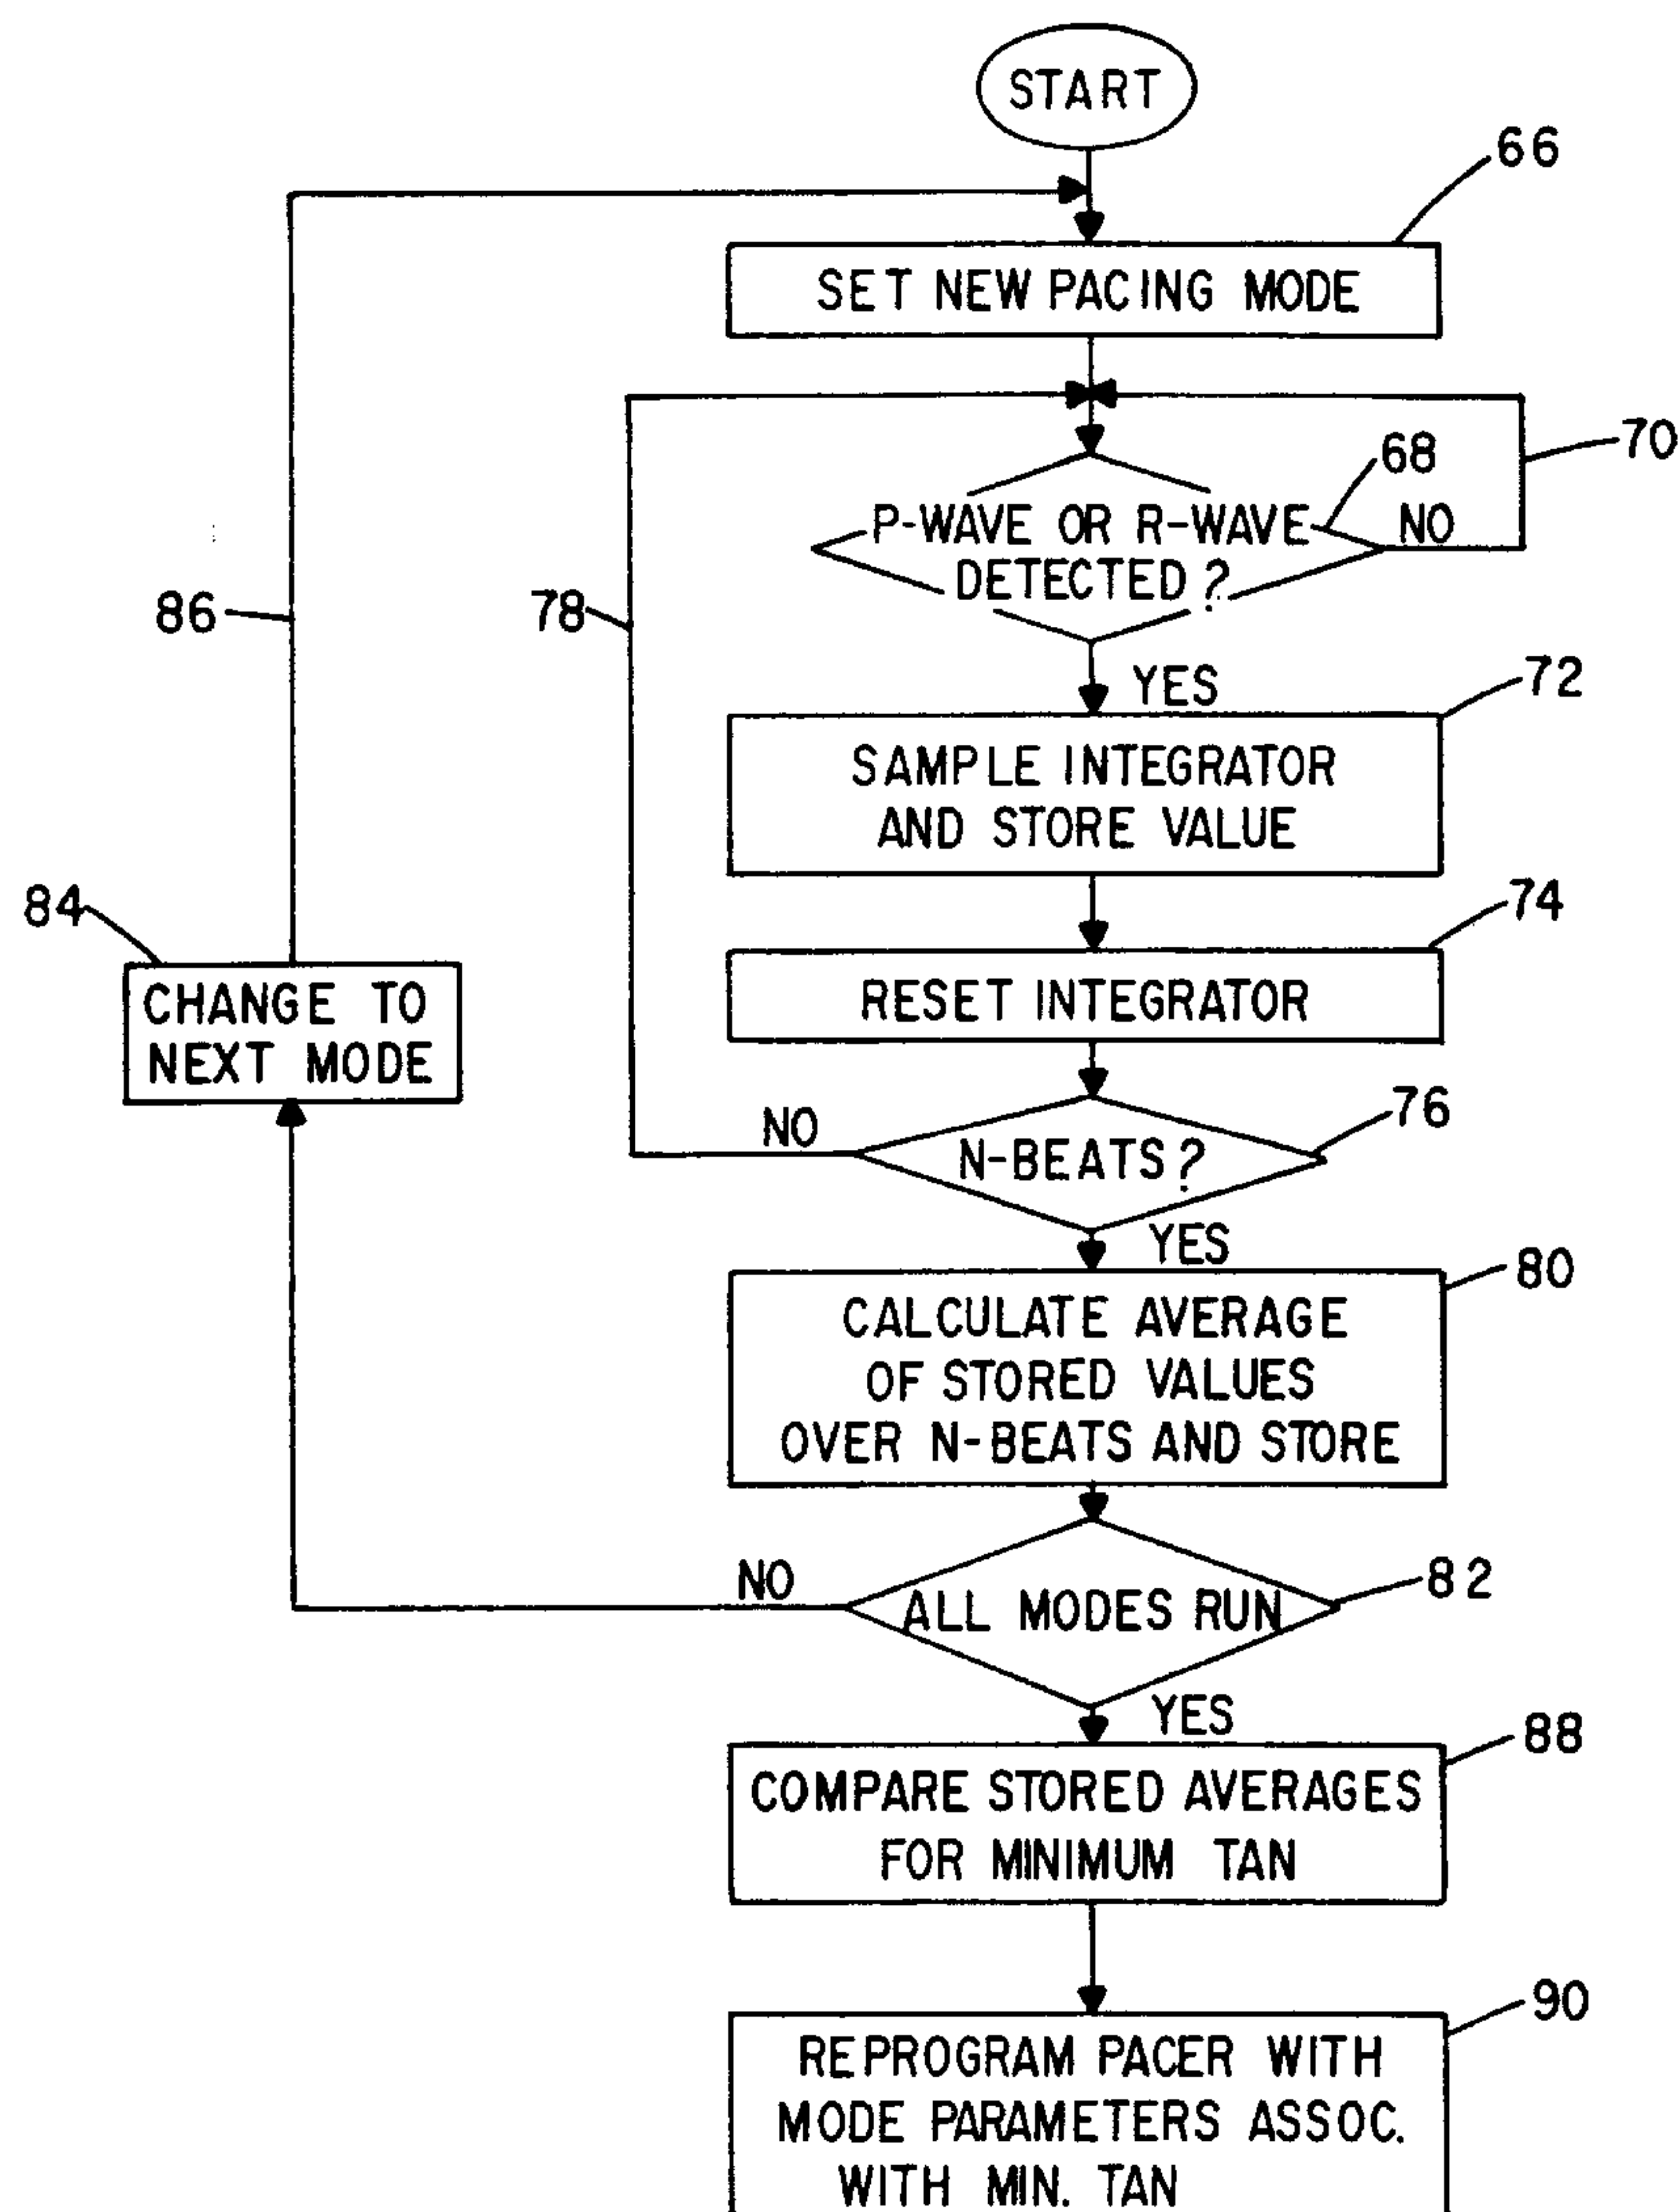 START
66
SET NEW PACING MODE
70
68
P-WAVE OR R-WAVE
DETECTED ?
NO
86
78
YES
72
SAMPLE INTEGRATOR
AND STORE VALUE
84
74
CHANGE TO
NEXT MODE
RESET INTEGRATOR
76
NO
N-BEATS?
YES
80
CALCULATE AVERAGE
OF STORED VALUES
OVER N-BEATS AND STORE
NO
82
ALL MODES RUN
YES
88
COMPARE STORED AVERAGES
FOR MINIMUM TAN
90
REPROGRAM PACER WITH
MODE PARAMETERS ASSOC.
WITH MIN. TAN